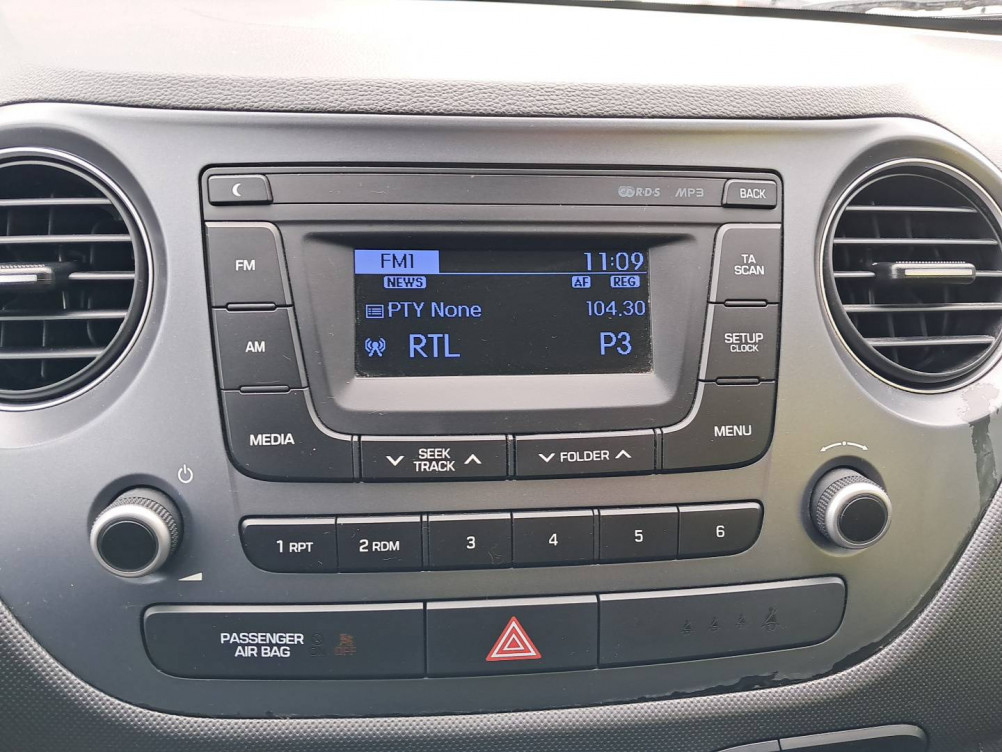 R·D·S MP3 BACK
FM
FM1 11:09
NEWS AF REG
PTY None 104.30
RTL P3
TA
SCAN
AM
SETUP
CLOCK
MEDIA
SEEK
TRACK
FOLDER
MENU
1 RPT 2 RDM 3 4 5 6
PASSENGER
AIR BAG